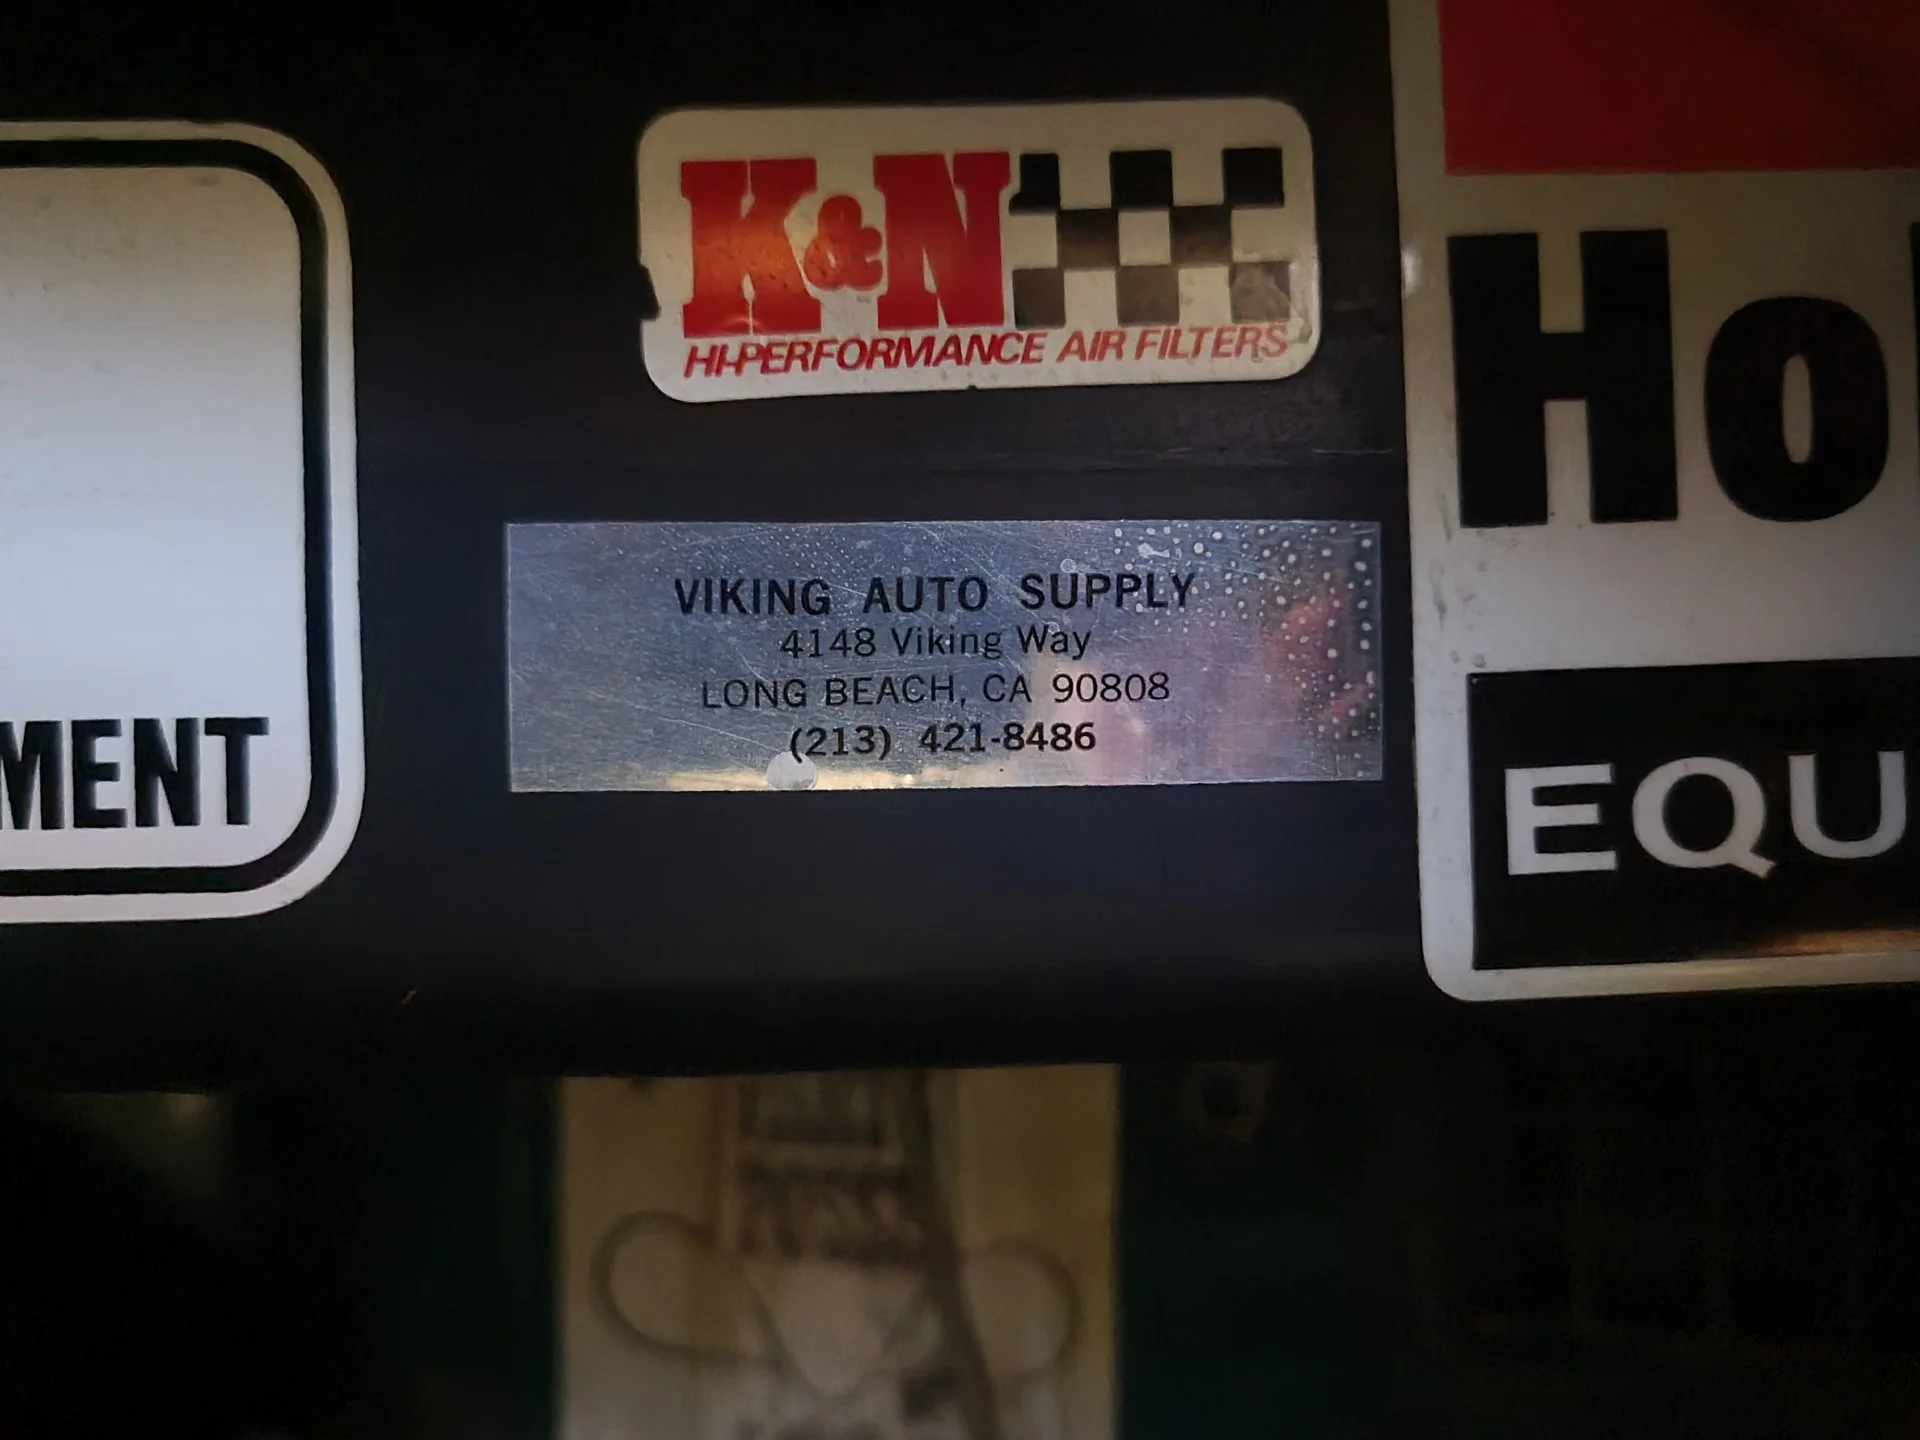 K&N
HI-PERFORMANCE AIR FILTERS
VIKING AUTO SUPPLY
4148 Viking Way
LONG BEACH, CA 90808
(213) 421-8486
MENT
Ho
EQU